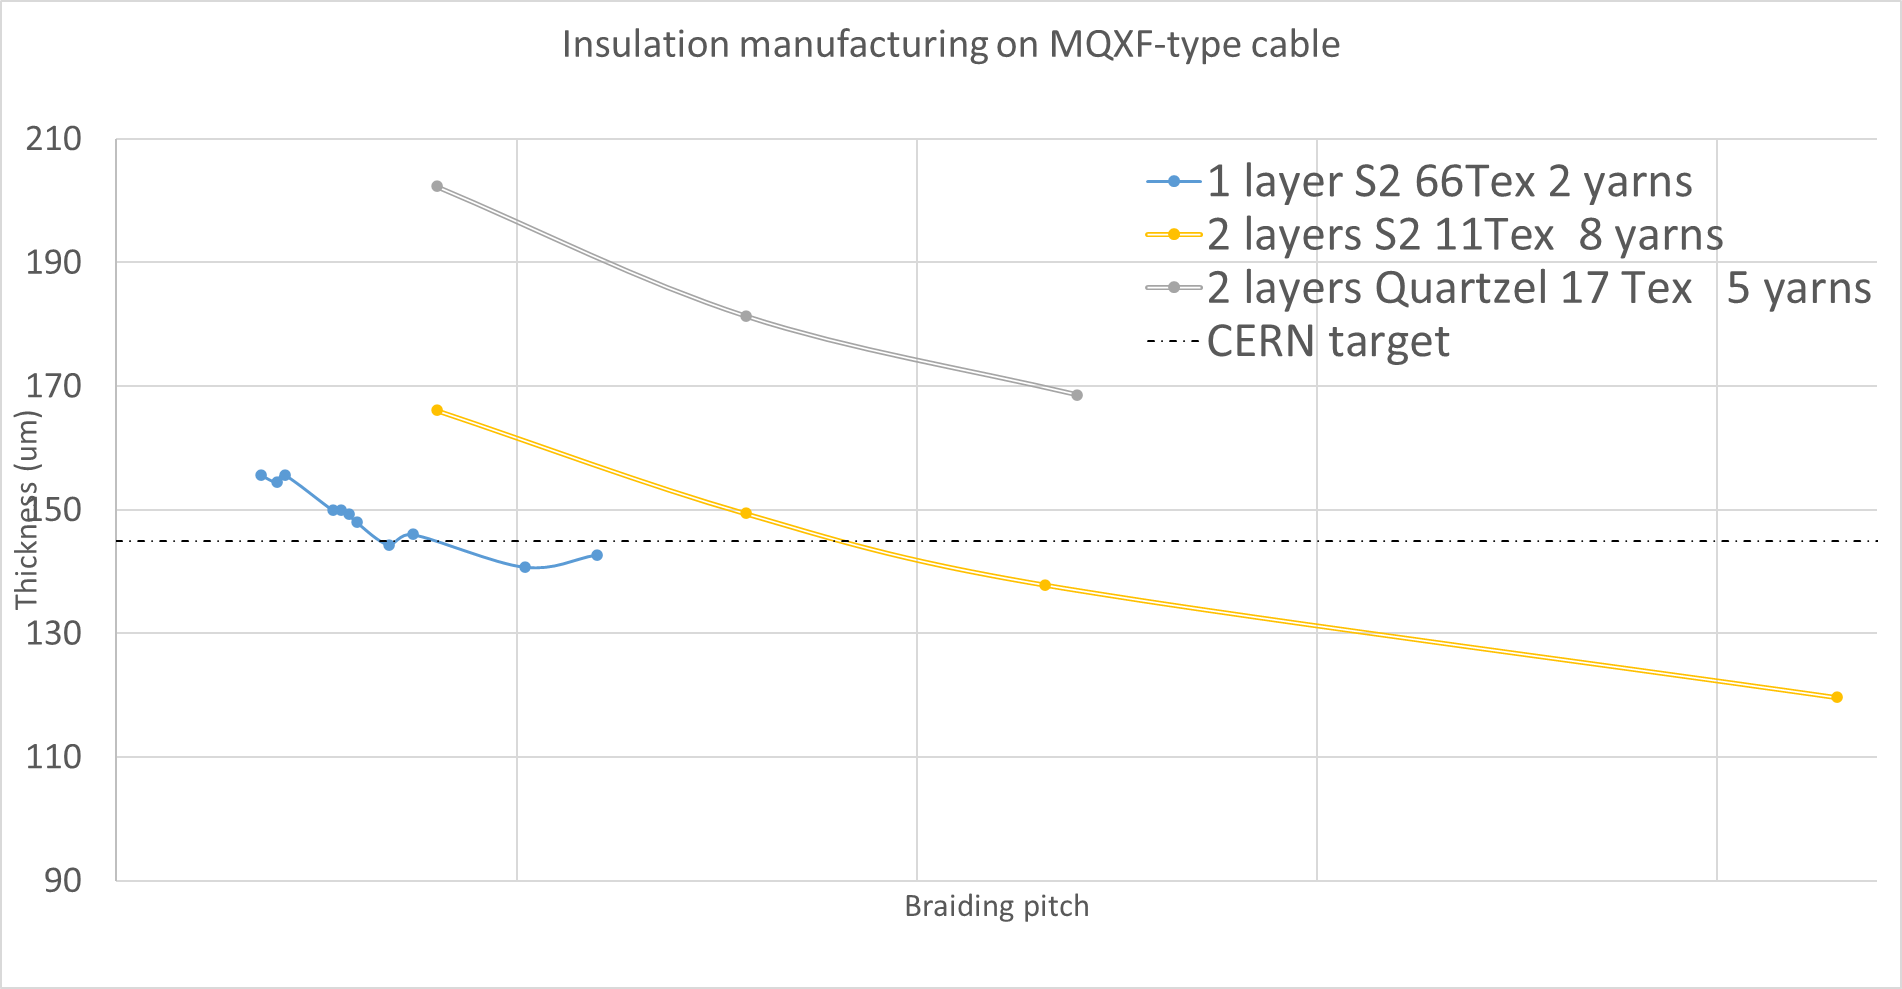 Insulation manufacturing on MQXF-type cable
210
190
170
150
130
110
90
Thickness (um)
1 layer S2 66Tex 2 yarns
2 layers S2 11Tex  8 yarns
2 layers Quartzel 17 Tex   5 yarns
CERN target
Braiding pitch